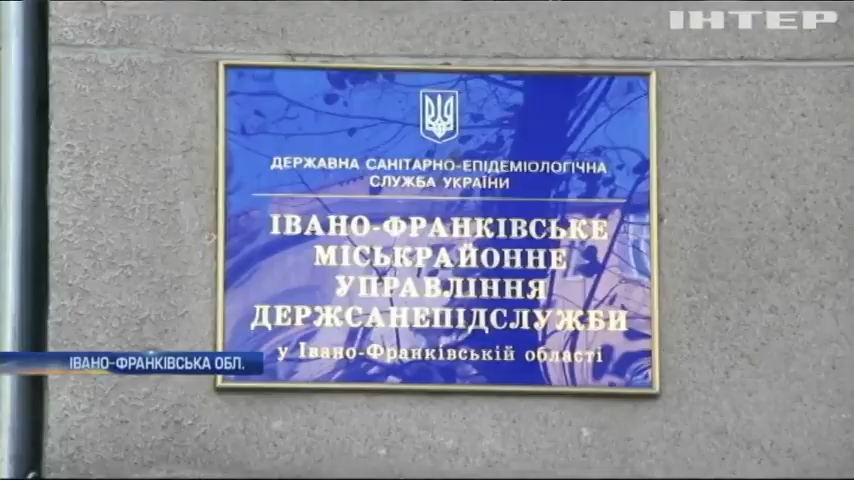 ІНТЕР
ДЕРЖАВНА САНІТАРНО-ЕПІДЕМІОЛОГІЧНА
СЛУЖБА УКРАЇНИ
ІВАНО-ФРАНКІВСЬКЕ
МІСЬКРАЙОННЕ
УПРАВЛІННЯ
ДЕРЖСАНЕПІДСЛУЖБИ
у Івано-Франківській області
ІВАНО-ФРАНКІВСЬКА ОБЛ.